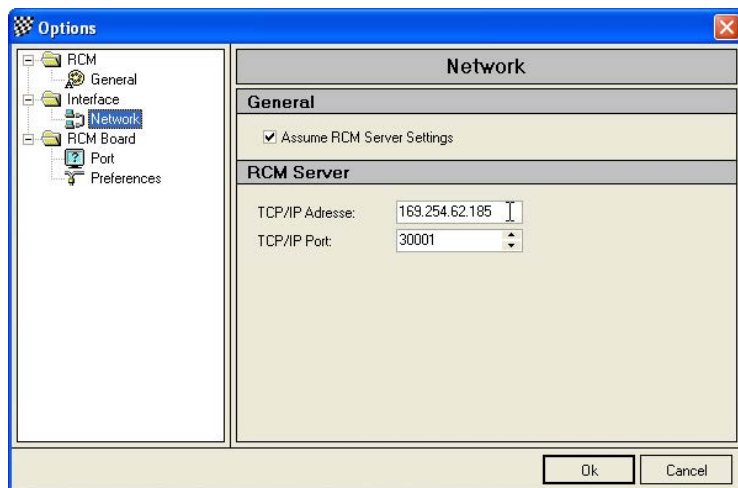 Options
RCM
General
Interface
Network
RCM Board
Port
Preferences
Network
General
Assume RCM Server Settings
RCM Server
TCP/IP Adresse: 169.254.62.185
TCP/IP Port: 30001
Ok Cancel